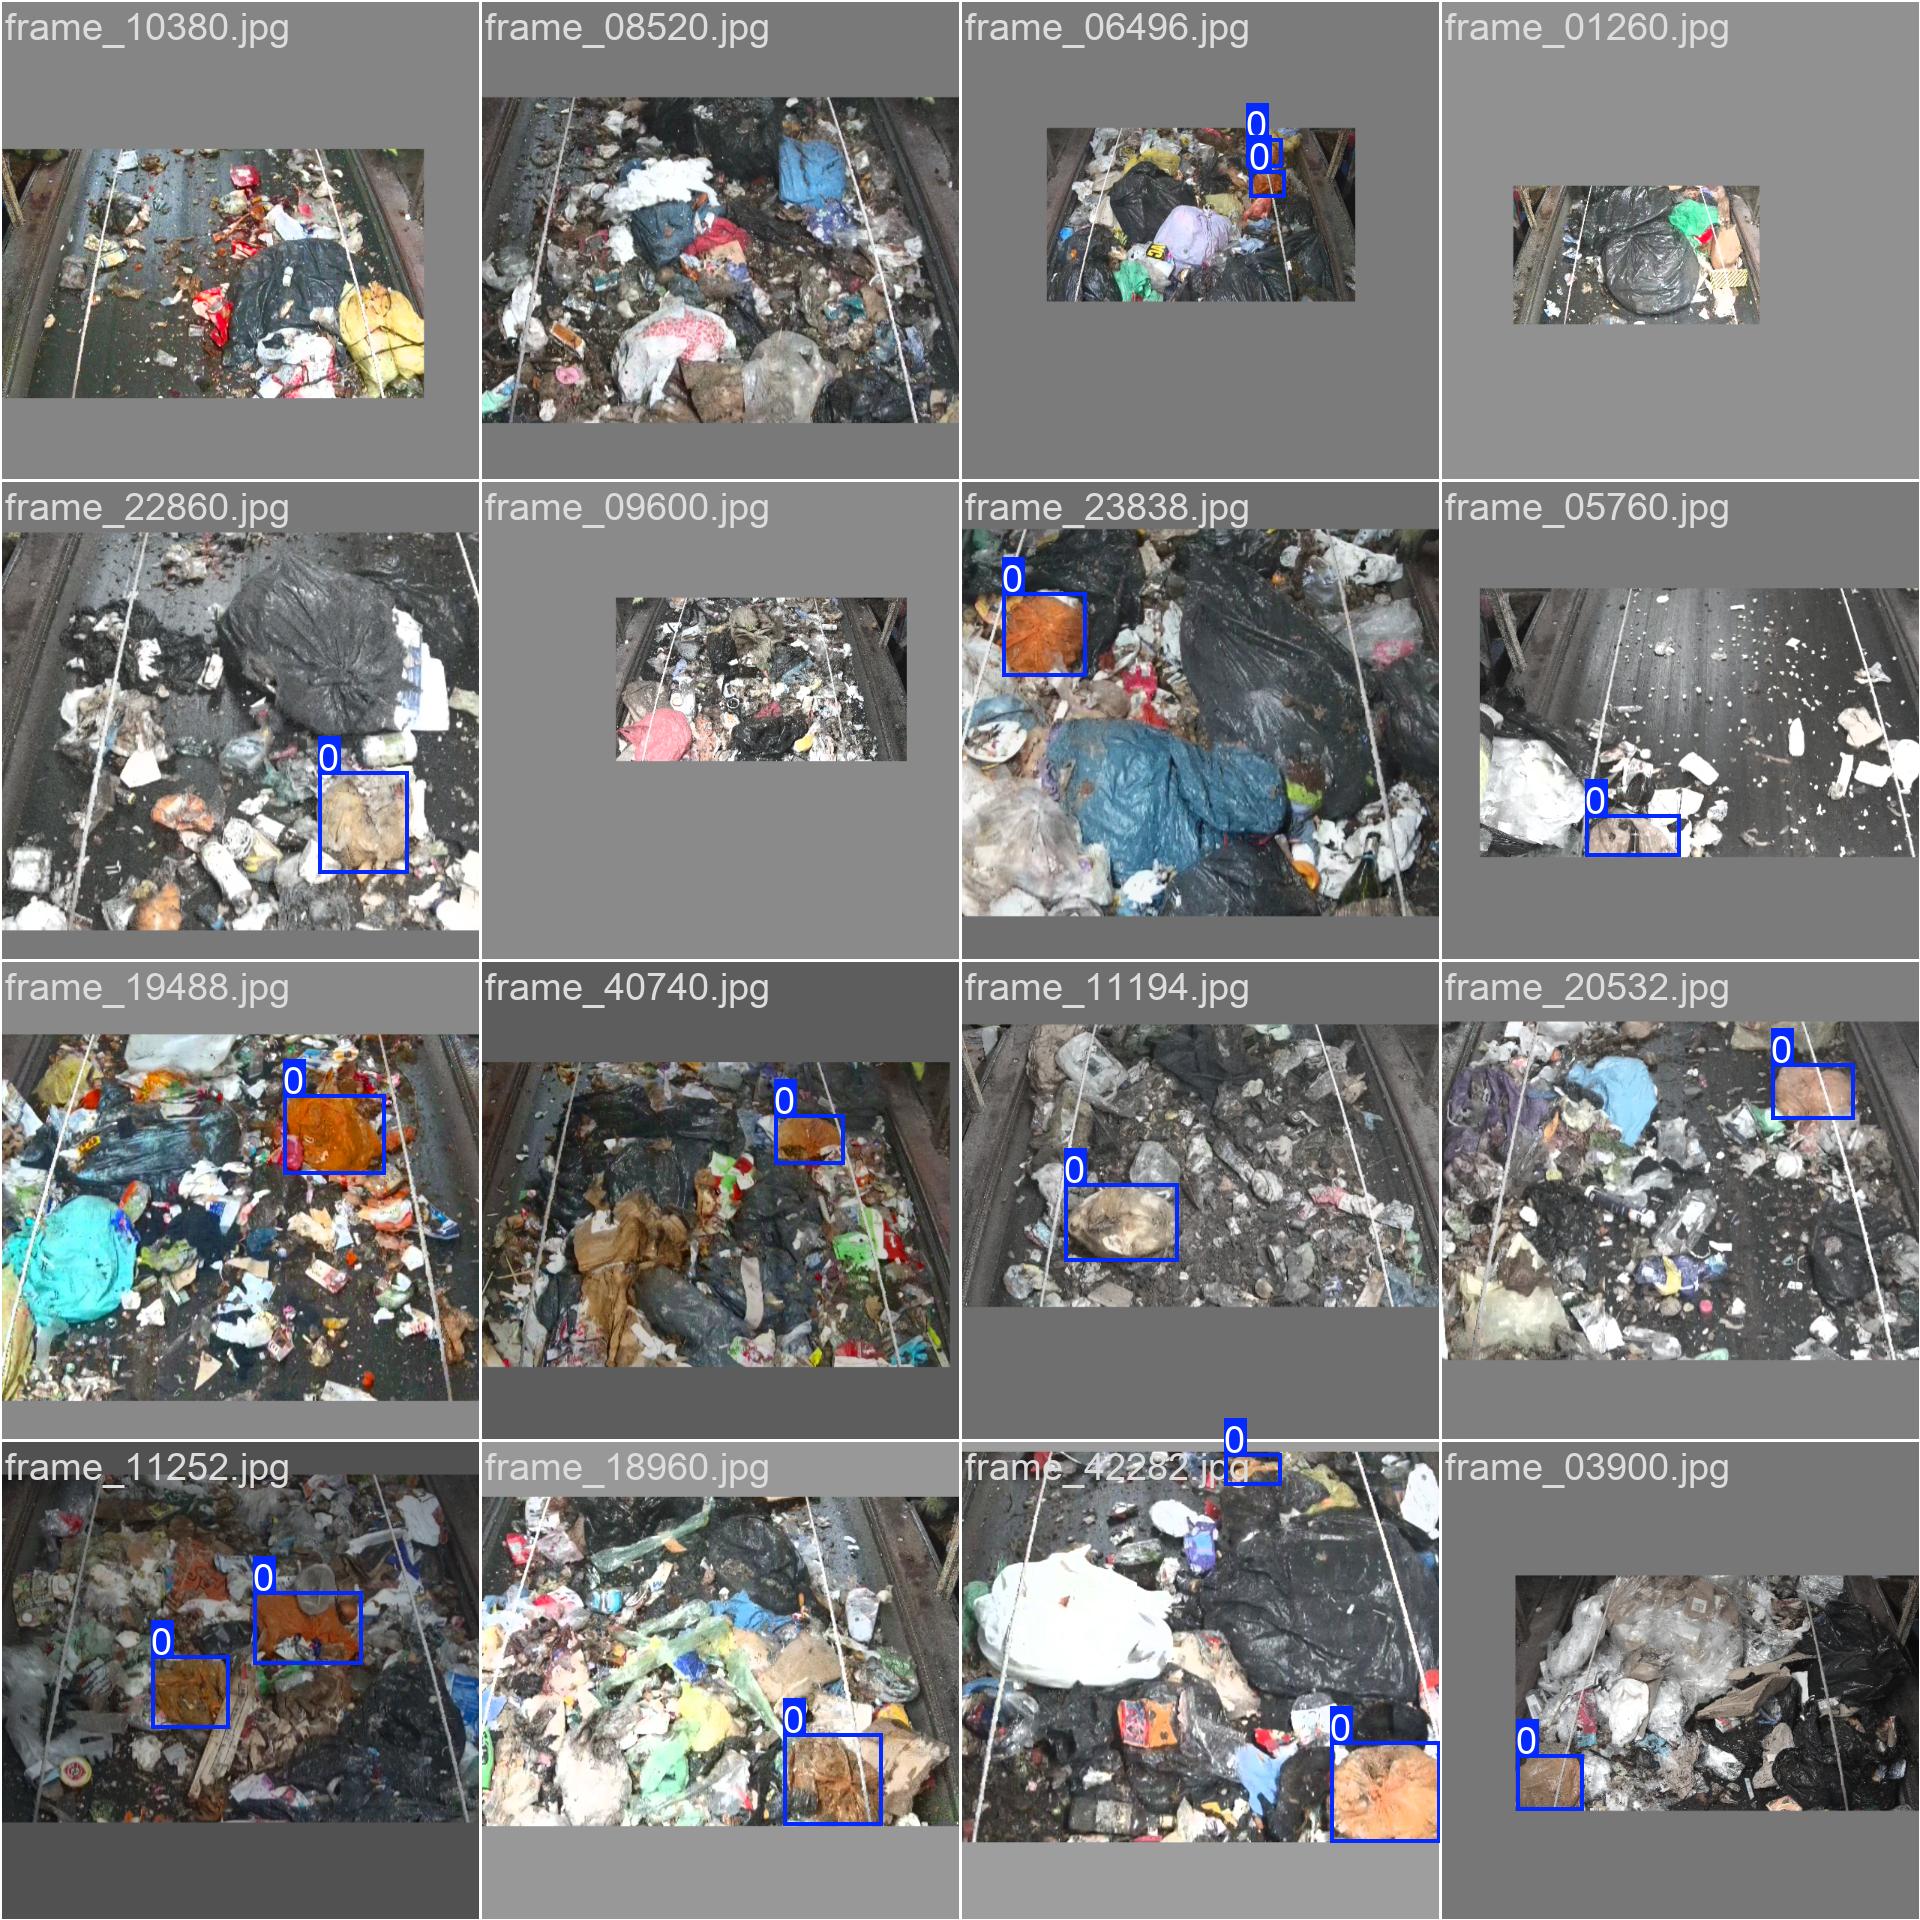 frame_10380.jpg
frame_08520.jpg
frame_06496.jpg
frame_01260.jpg
0
0
frame_22860.jpg
frame_09600.jpg
frame_23838.jpg
frame_05760.jpg
0
0
0
0
frame_19488.jpg
frame_40740.jpg
frame_11194.jpg
frame_20532.jpg
0
0
0
0
frame_11252.jpg
frame_18960.jpg
frame_42282.jpg
frame_03900.jpg
0
0
0
0
0
0